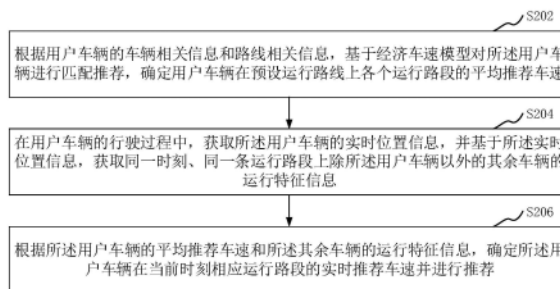 S202
根据用户车辆的车辆相关信息和路线相关信息，基于经济车速模型对所述用户车
辆进行匹配推荐，确定用户车辆在预设运行路线上各个运行路段的平均推荐车速
S204
在用户车辆的行驶过程中，获取所述用户车辆的实时位置信息，并基于所述实时
位置信息，获取同一时刻、同一条运行路段上除所述用户车辆以外的其余车辆的
运行特征信息
S206
根据所述用户车辆的平均推荐车速和所述其余车辆的运行特征信息，确定所述用
户车辆在当前时刻相应运行路段的实时推荐车速并进行推荐